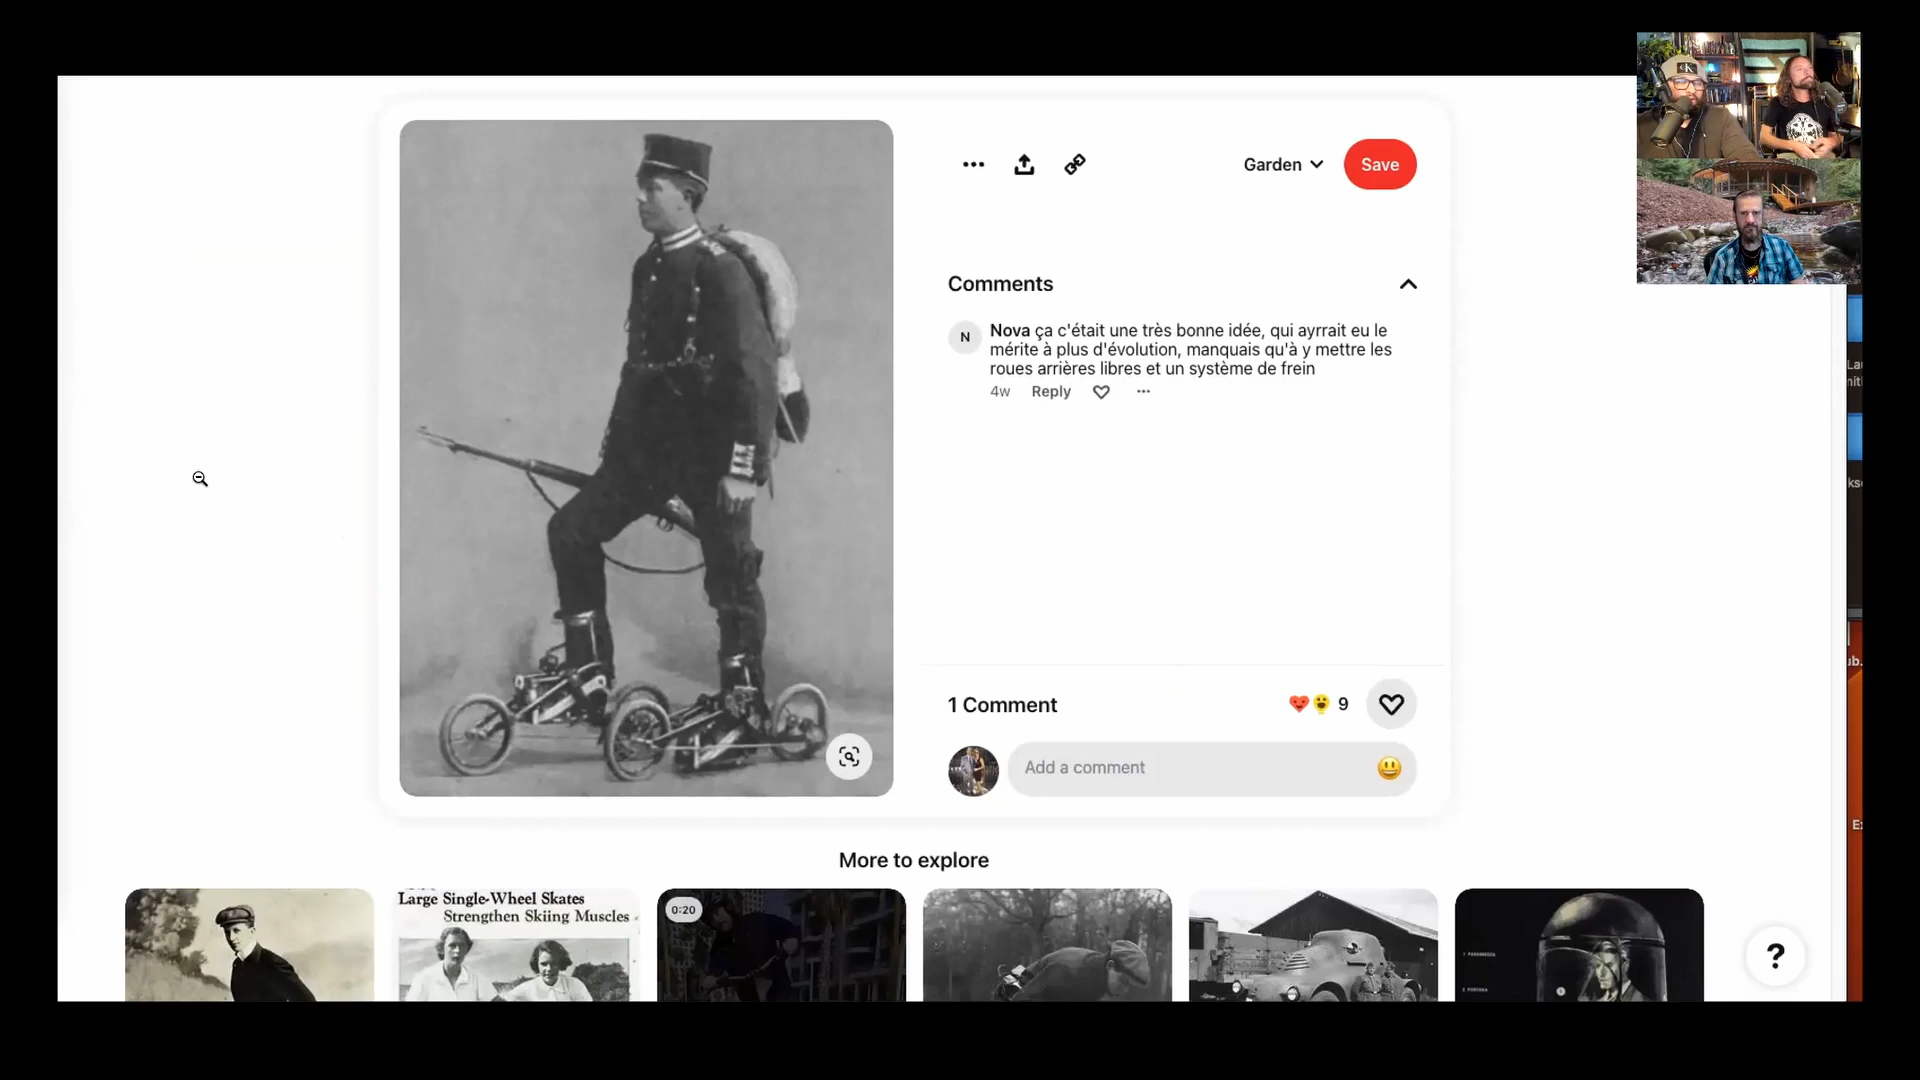 Garden
Save
Comments
N
Nova ça c'était une très bonne idée, qui ayrrait eu le
mérite à plus d'évolution, manquais qu'à y mettre les
roues arrières libres et un système de frein
4w Reply
1 Comment
9
Add a comment
More to explore
Large Single-Wheel Skates
Strengthen Skiing Muscles
0:20
?